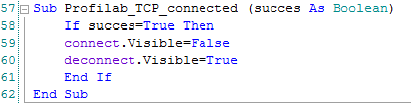 57 Sub Profilab_TCP_connected (succes As Boolean)
58 If succes=True Then
59 connect.Visible=False
60 deconnect.Visible=True
61 End If
62 End Sub